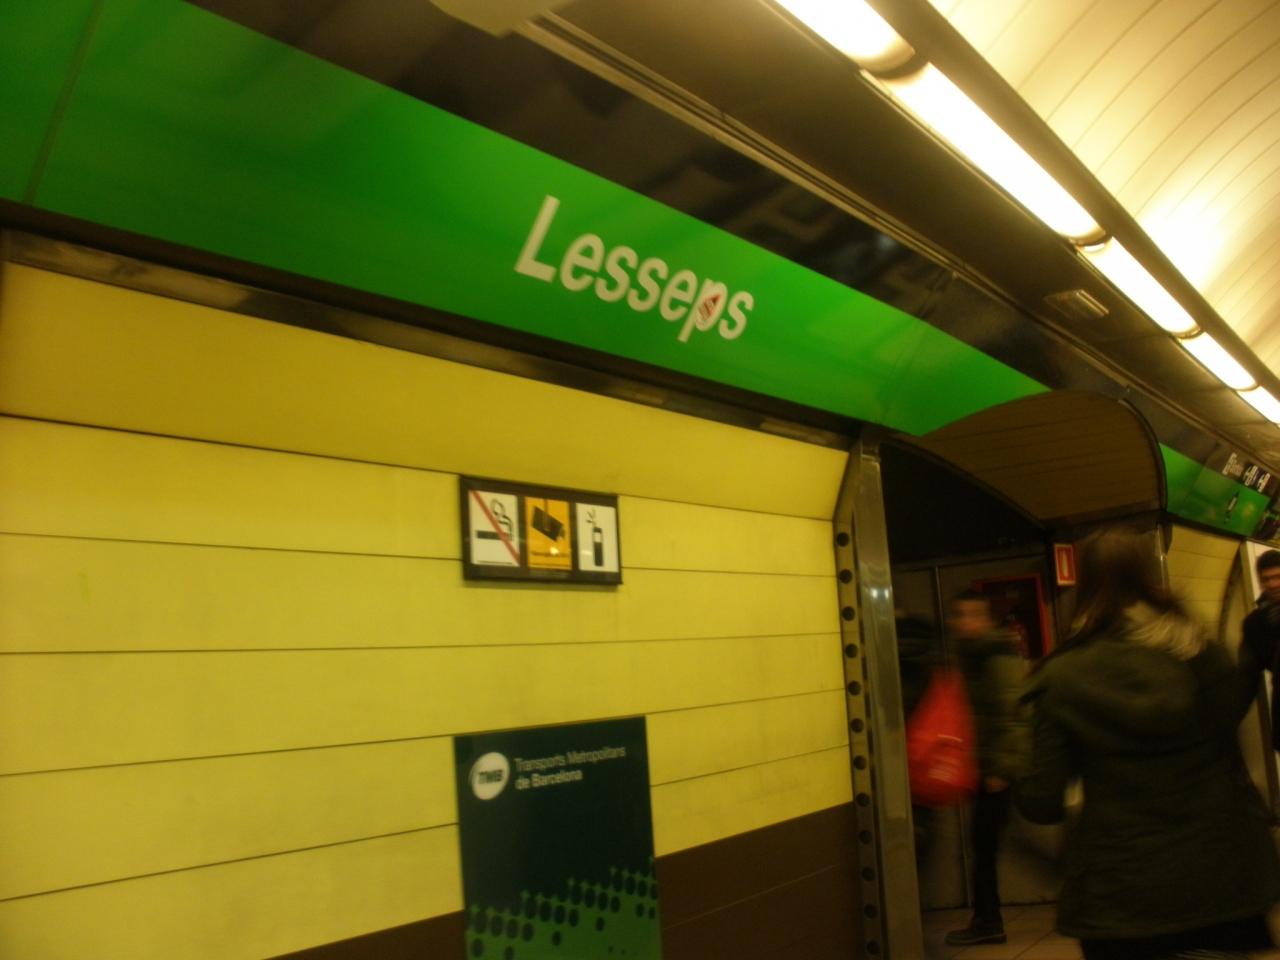 Lesseps
TMB Transports Metropolitans
de Barcelona